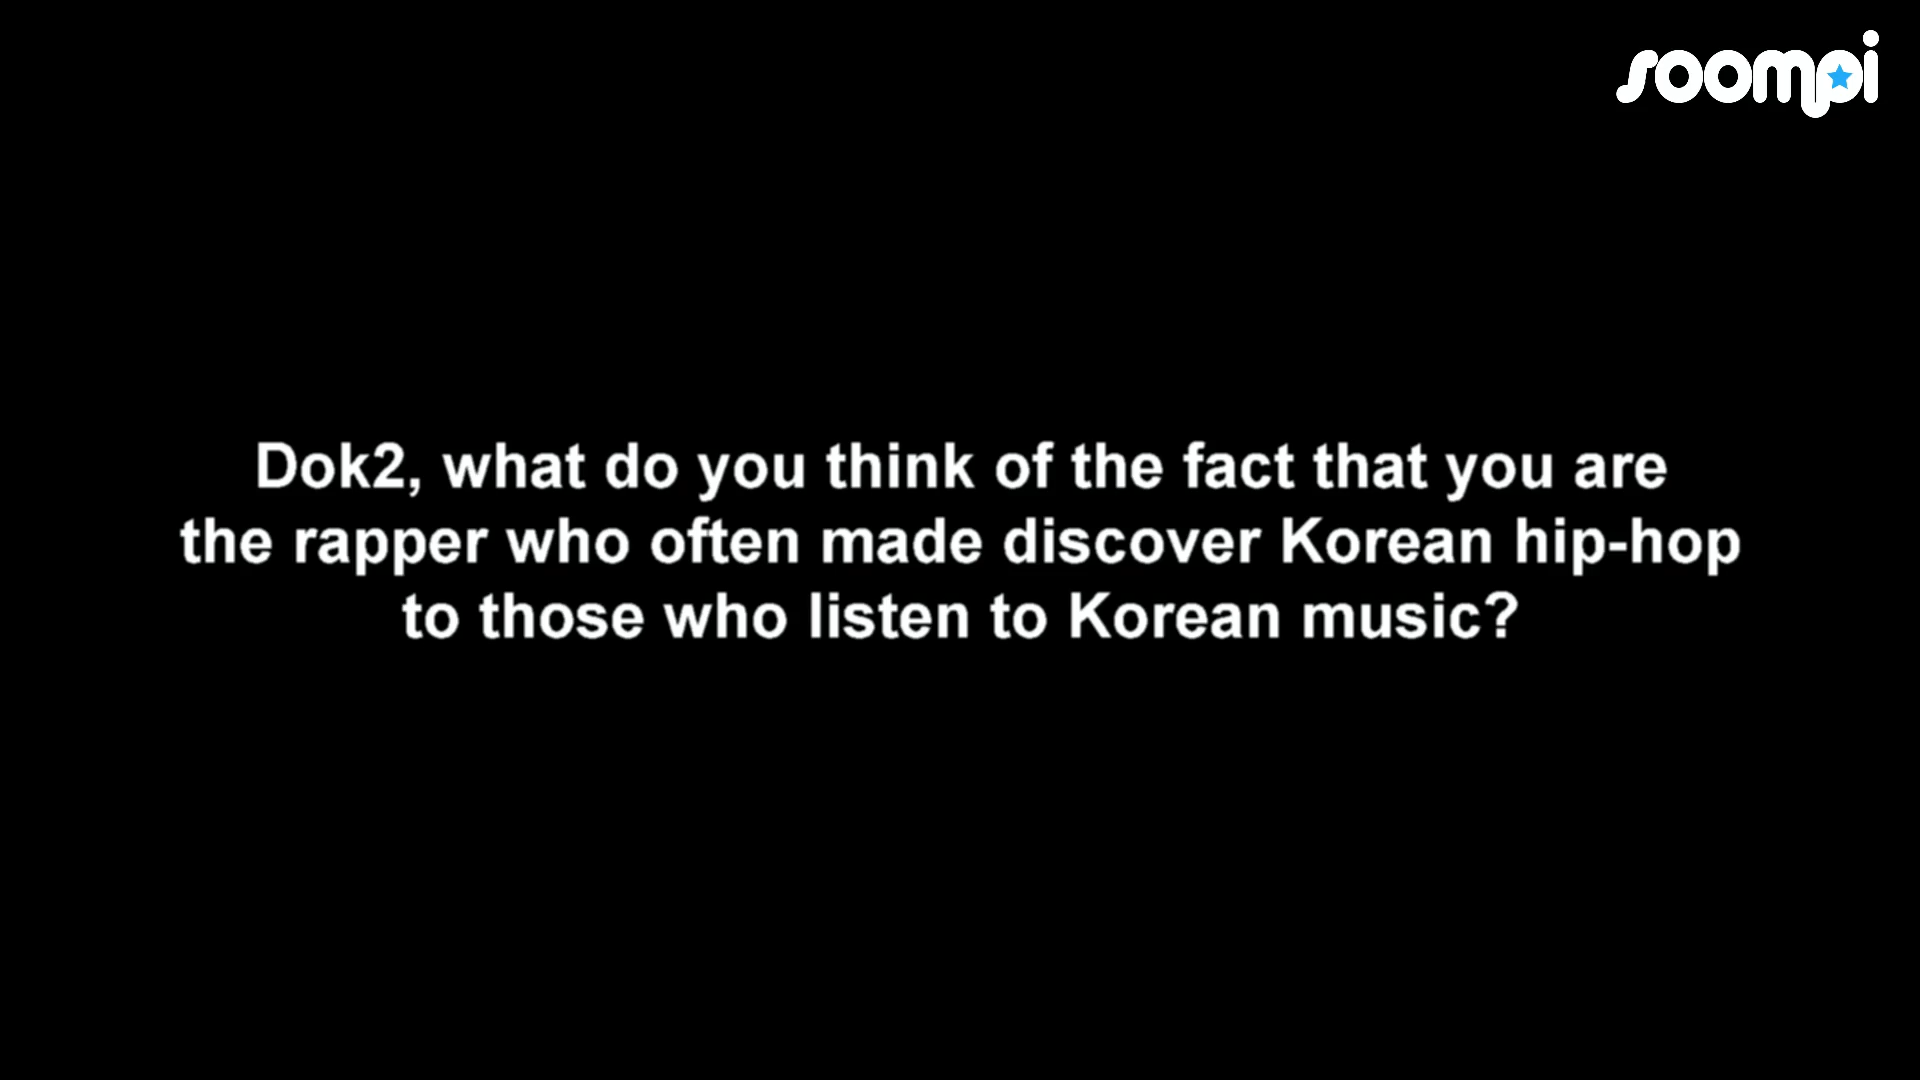 soompi
Dok2, what do you think of the fact that you are
the rapper who often made discover Korean hip-hop
to those who listen to Korean music?